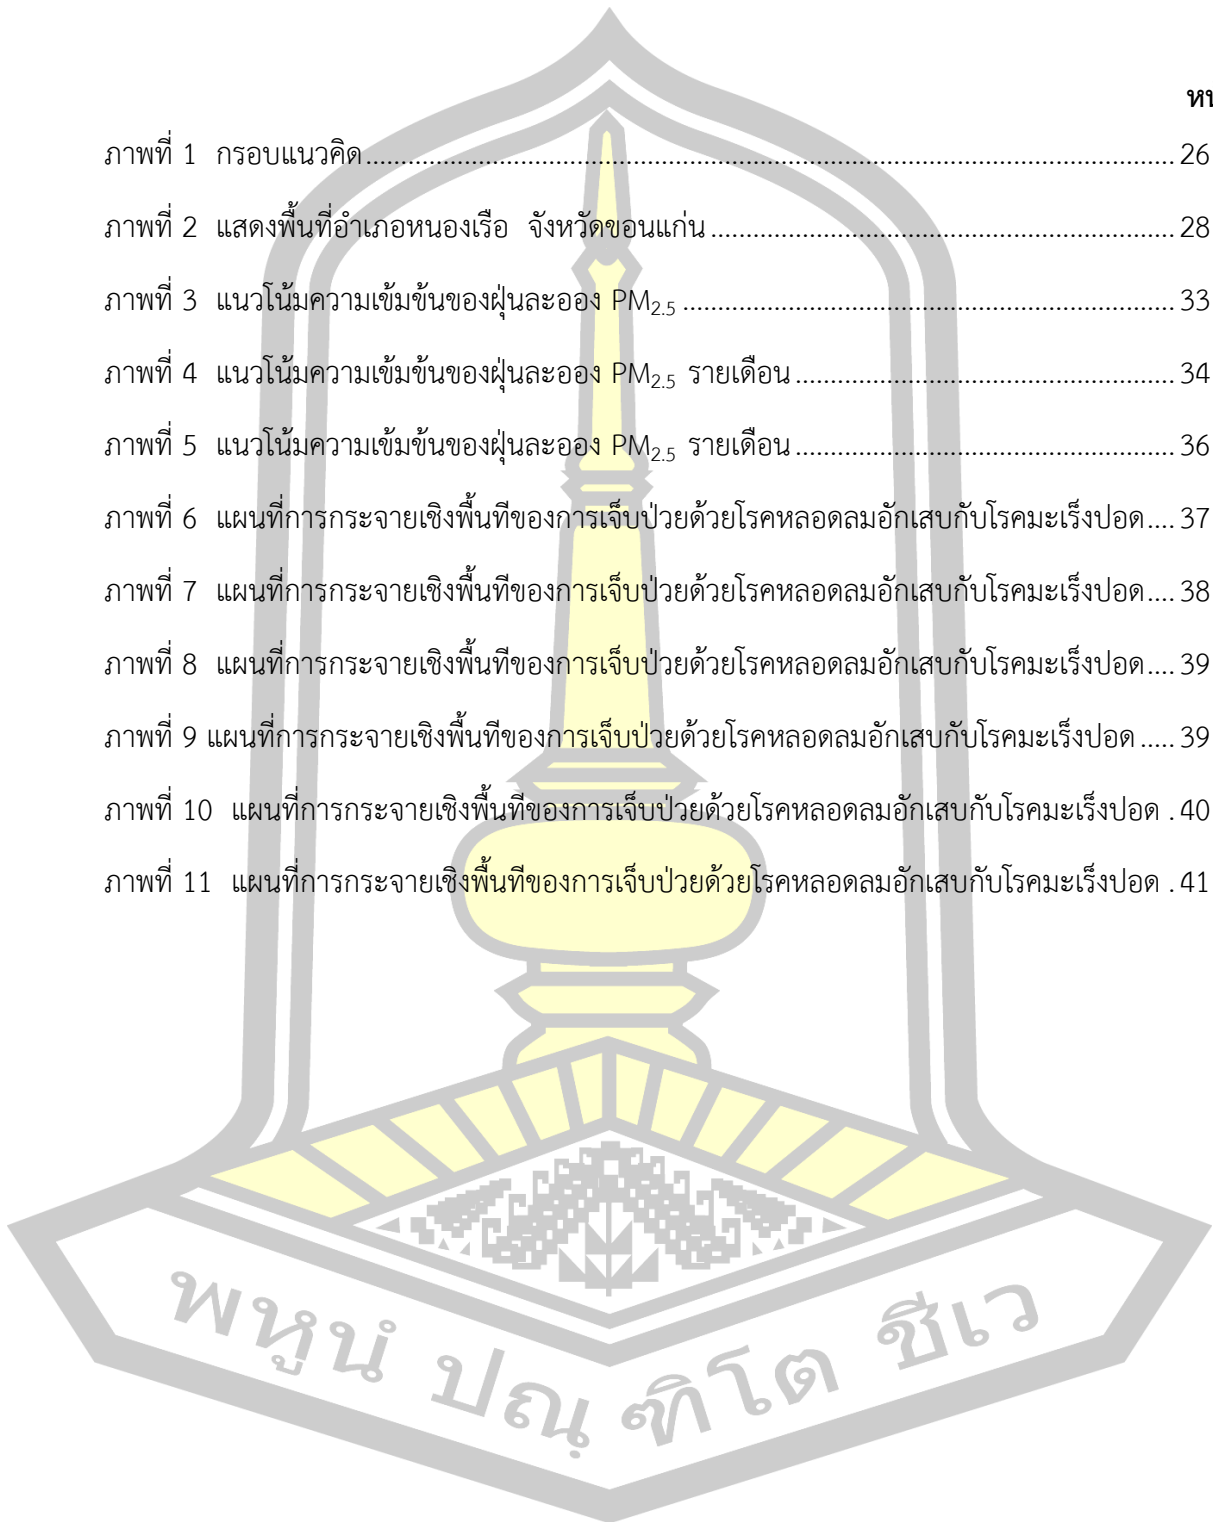 ภาพที่ 1 กรอบแนวคิด........................ 26
ภาพที่ 2 แสดงพื้นที่อำเภอหนองเรือ จังหวัดขอนแก่น........................ 28
ภาพที่ 3 แนวโน้มความเข้มข้นของฝุ่นละออง PM2.5........................ 33
ภาพที่ 4 แนวโน้มความเข้มข้นของฝุ่นละออง PM2.5 รายเดือน........................ 34
ภาพที่ 5 แนวโน้มความเข้มข้นของฝุ่นละออง PM2.5 รายเดือน........................ 36
ภาพที่ 6 แผนที่การกระจายเชิงพื้นทีของการเจ็บป่วยด้วยโรคหลอดลมอักเสบกับโรคมะเร็งปอด.... 37
ภาพที่ 7 แผนที่การกระจายเชิงพื้นทีของการเจ็บป่วยด้วยโรคหลอดลมอักเสบกับโรคมะเร็งปอด.... 38
ภาพที่ 8 แผนที่การกระจายเชิงพื้นทีของการเจ็บป่วยด้วยโรคหลอดลมอักเสบกับโรคมะเร็งปอด.... 39
ภาพที่ 9 แผนที่การกระจายเชิงพื้นทีของการเจ็บป่วยด้วยโรคหลอดลมอักเสบกับโรคมะเร็งปอด..... 39
ภาพที่ 10 แผนที่การกระจายเชิงพื้นทีของการเจ็บป่วยด้วยโรคหลอดลมอักเสบกับโรคมะเร็งปอด. 40
ภาพที่ 11 แผนที่การกระจายเชิงพื้นทีของการเจ็บป่วยด้วยโรคหลอดลมอักเสบกับโรคมะเร็งปอด. 41
พหูนํ ปณฺฑิโต ชีเว